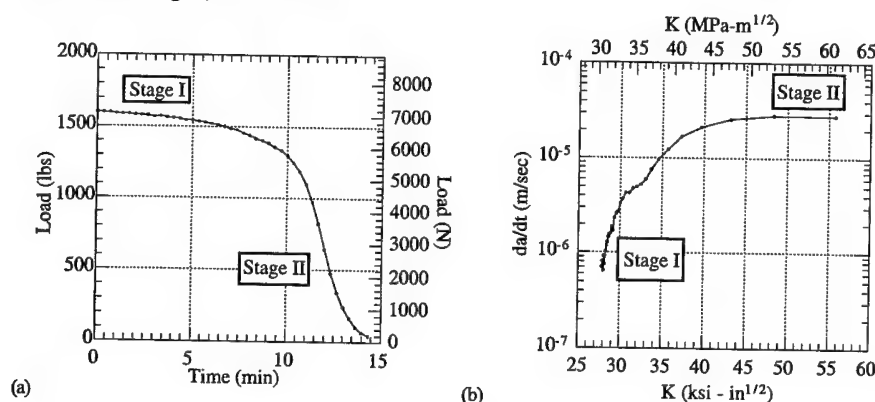 2000
1500
1000
500
0
Load (lbs)
Stage I
Stage II
8000
7000
6000
5000
4000
3000
2000
1000
0
Load (N)
0 5 10 15
Time (min)
(a)
K (MPa-m1/2)
30 35 40 45 50 55 60 65
10-4
10-5
10-6
10-7
da/dt (m/sec)
Stage II
Stage I
25 30 35 40 45 50 55 60
K (ksi - in1/2)
(b)